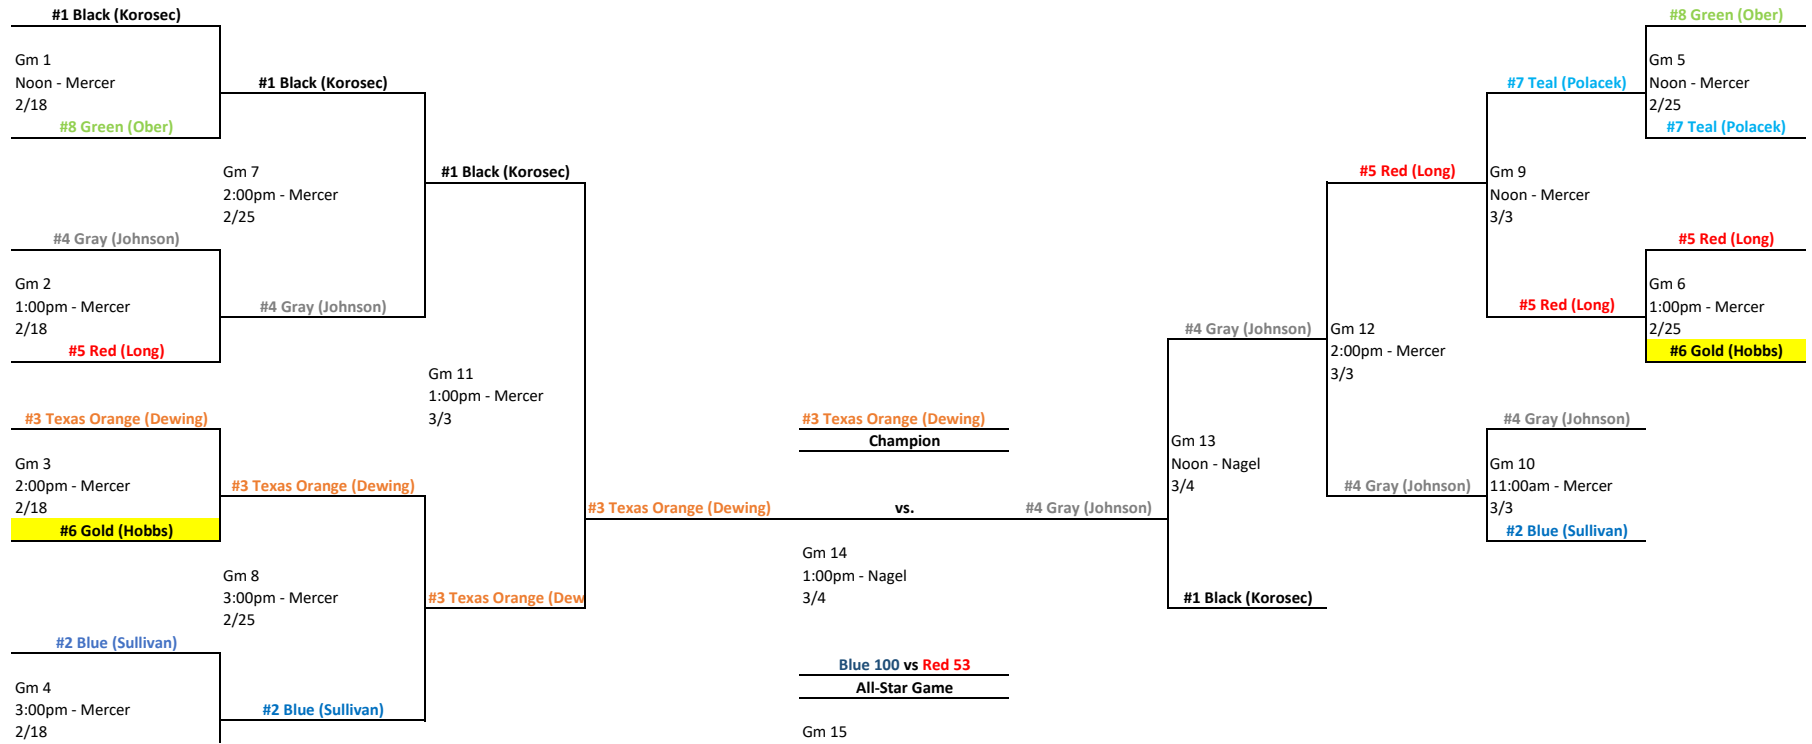 #1 Black (Korosec)
Gm 1
Noon - Mercer
2/18
#8 Green (Ober)
#1 Black (Korosec)
Gm 7
2:00pm - Mercer
2/25
#4 Gray (Johnson)
Gm 2
1:00pm - Mercer
2/18
#5 Red (Long)
#4 Gray (Johnson)
#1 Black (Korosec)
Gm 11
1:00pm - Mercer
3/3
#3 Texas Orange (Dewing)
Gm 3
2:00pm - Mercer
2/18
#6 Gold (Hobbs)
#3 Texas Orange (Dewing)
Gm 8
3:00pm - Mercer
2/25
#3 Texas Orange (Dew
#2 Blue (Sullivan)
Gm 4
3:00pm - Mercer
2/18
#2 Blue (Sullivan)
#3 Texas Orange (Dewing)
Champion
#3 Texas Orange (Dewing)
vs.
#4 Gray (Johnson)
Gm 14
1:00pm - Nagel
3/4
Blue 100 vs Red 53
All-Star Game
Gm 15
#8 Green (Ober)
Gm 5
Noon - Mercer
2/25
#7 Teal (Polacek)
#7 Teal (Polacek)
#5 Red (Long)
Gm 9
Noon - Mercer
3/3
#5 Red (Long)
Gm 6
1:00pm - Mercer
2/25
#6 Gold (Hobbs)
#5 Red (Long)
#4 Gray (Johnson)
Gm 12
2:00pm - Mercer
3/3
#4 Gray (Johnson)
Gm 10
11:00am - Mercer
3/3
#2 Blue (Sullivan)
#4 Gray (Johnson)
Gm 13
Noon - Nagel
3/4
#1 Black (Korosec)